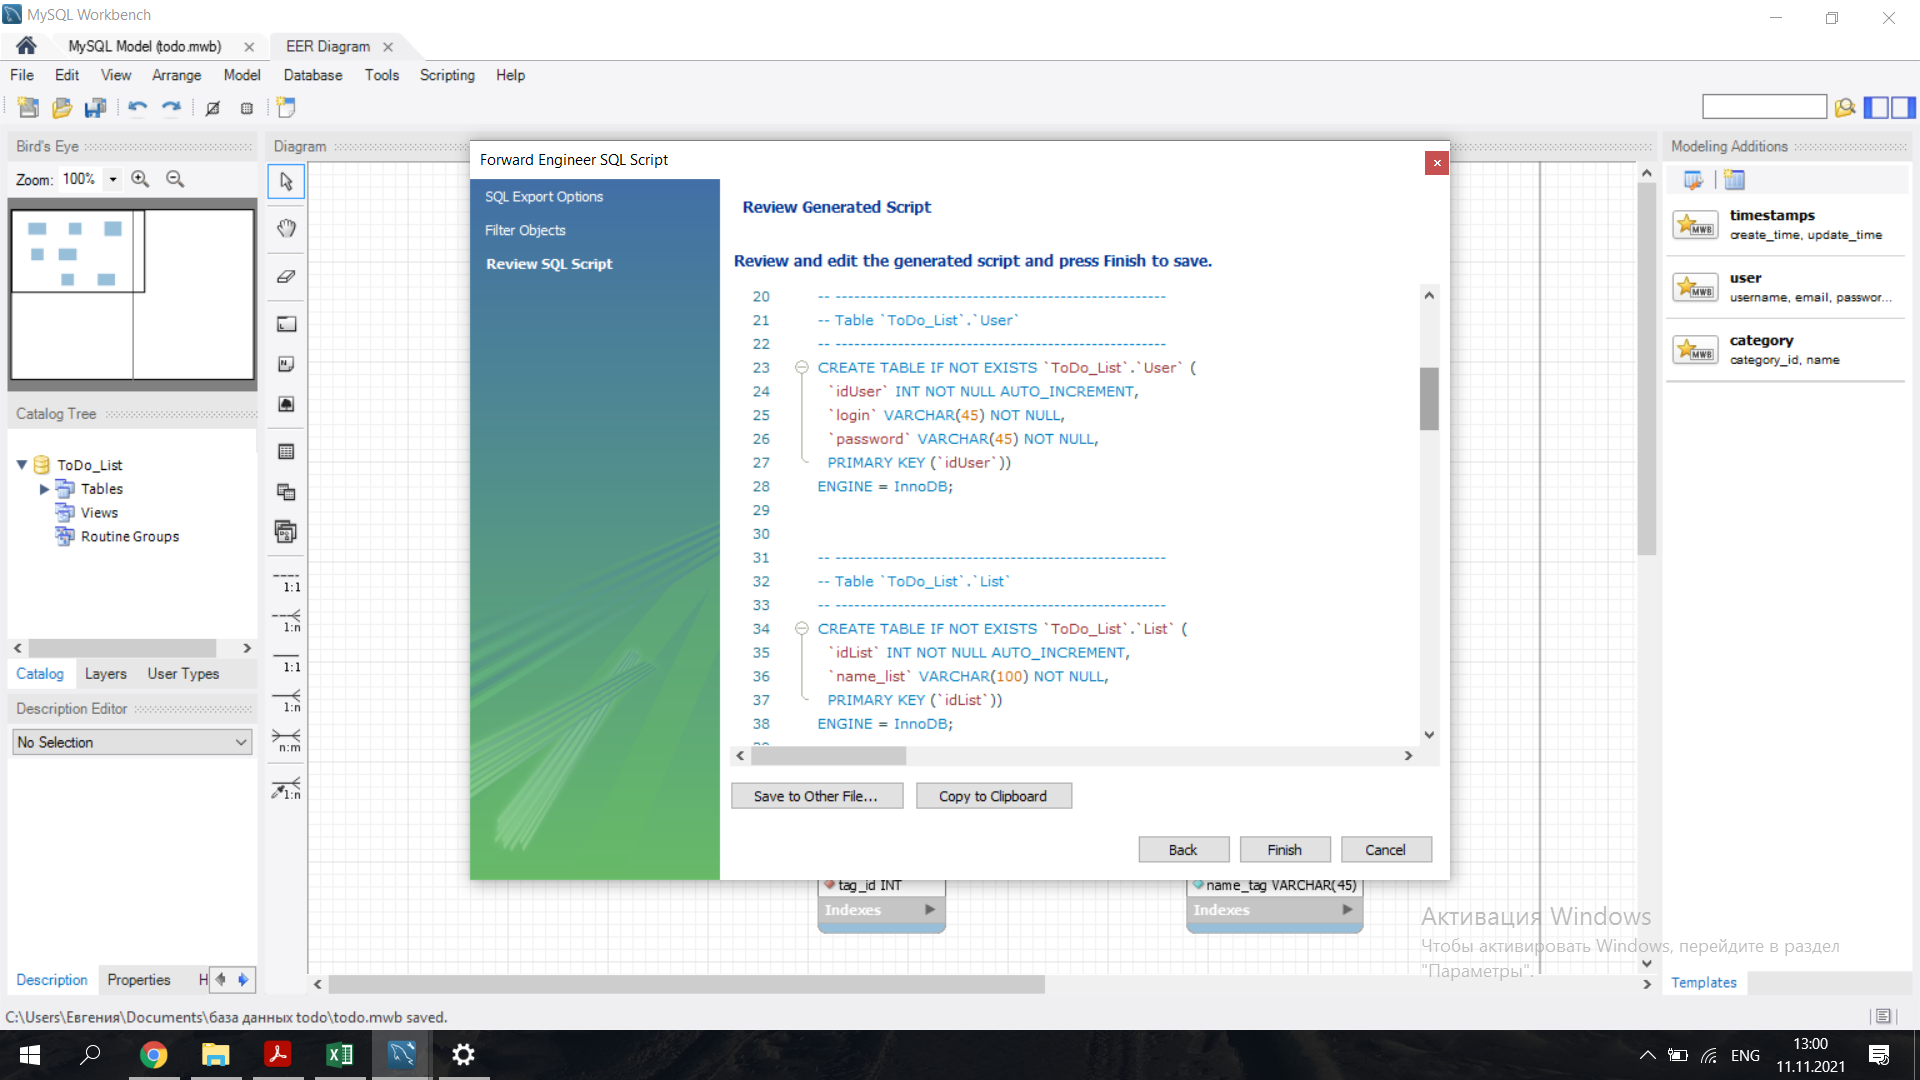 MySQL Workbench
MySQL Model (todo.mwb)
EER Diagram
File Edit View Arrange Model Database Tools Scripting Help
Bird's Eye
Zoom: 100%
Catalog Tree
ToDo_List
Tables
Views
Routine Groups
Catalog Layers User Types
Description Editor
No Selection
Description Properties H
Diagram
1:1
1:n
1:1
1:n
n:m
1:n
Forward Engineer SQL Script
SQL Export Options
Filter Objects
Review SQL Script
Review Generated Script
Review and edit the generated script and press Finish to save.
20 -- -----------------------------------------------------
21 -- Table `ToDo_List`.`User`
22 -- -----------------------------------------------------
23 CREATE TABLE IF NOT EXISTS `ToDo_List`.`User` (
24 `idUser` INT NOT NULL AUTO_INCREMENT,
25 `login` VARCHAR(45) NOT NULL,
26 `password` VARCHAR(45) NOT NULL,
27 PRIMARY KEY (`idUser`))
28 ENGINE = InnoDB;
29
30
31 -- -----------------------------------------------------
32 -- Table `ToDo_List`.`List`
33 -- -----------------------------------------------------
34 CREATE TABLE IF NOT EXISTS `ToDo_List`.`List` (
35 `idList` INT NOT NULL AUTO_INCREMENT,
36 `name_list` VARCHAR(100) NOT NULL,
37 PRIMARY KEY (`idList`))
38 ENGINE = InnoDB;
Save to Other File...
Copy to Clipboard
Back
Finish
Cancel
tag_id INT
Indexes
name_tag VARCHAR(45)
Indexes
Modeling Additions
MWB
timestamps
create_time, update_time
MWB
user
username, email, passwor...
MWB
category
category_id, name
Templates
Активация Windows
Чтобы активировать Windows, перейдите в раздел
"Параметры".
C:\Users\Евгения\Documents\база данных todo\todo.mwb saved.
ENG
13:00
11.11.2021